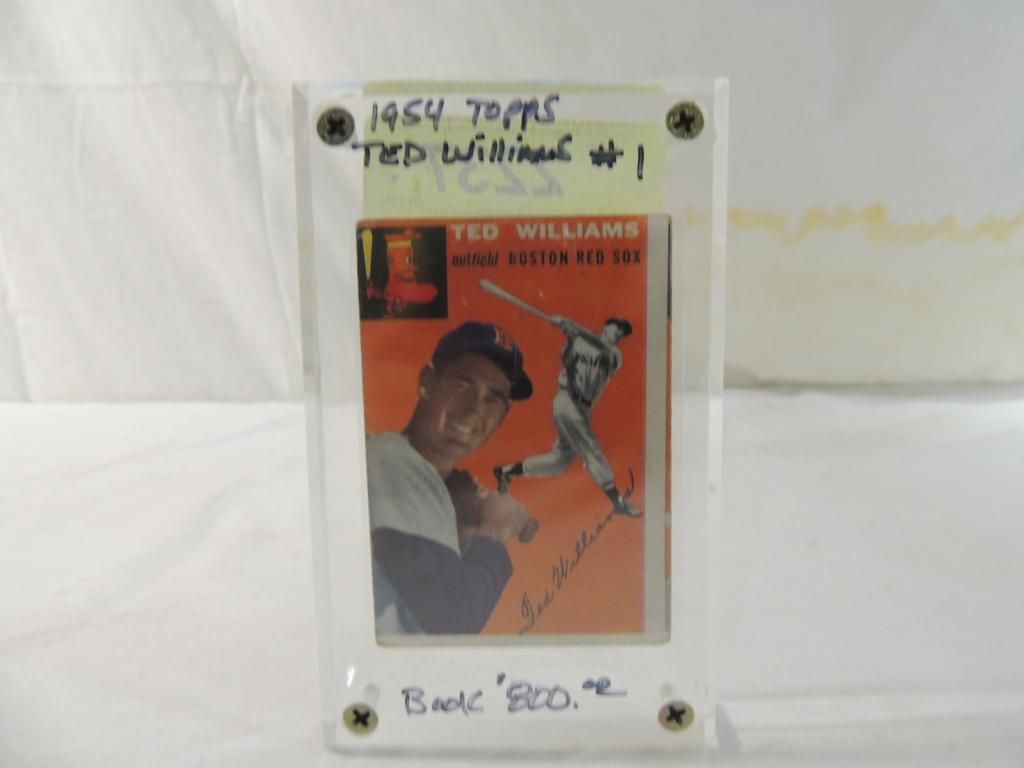 1954 TOPPS
TED Williams #1
TED WILLIAMS
outfield BOSTON RED SOX
Ted Williams
Book $800.00